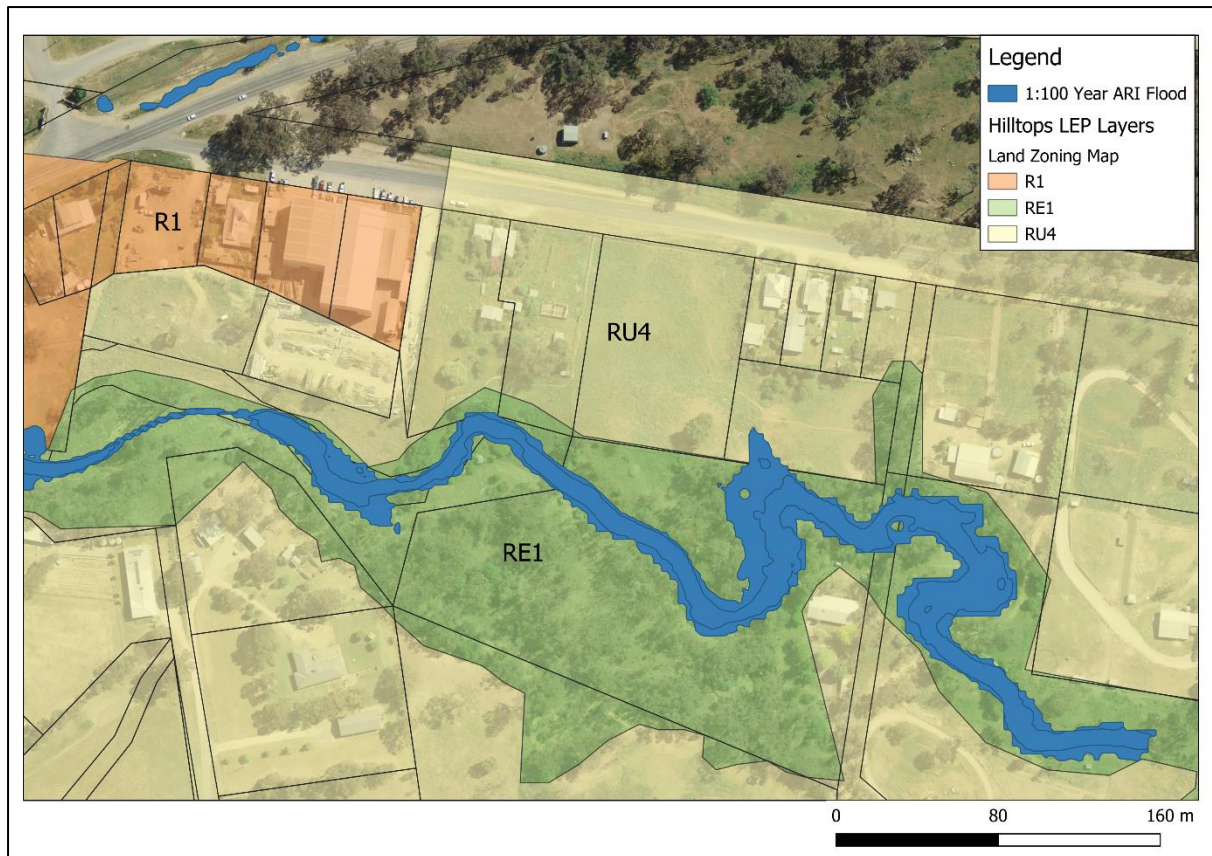 Legend
1:100 Year ARI Flood
Hilltops LEP Layers
Land Zoning Map
R1
RE1
RU4
R1
RU4
RE1
0 80 160 m